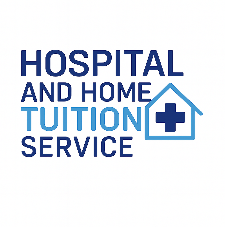 HOSPITAL
AND HOME
TUITION
SERVICE